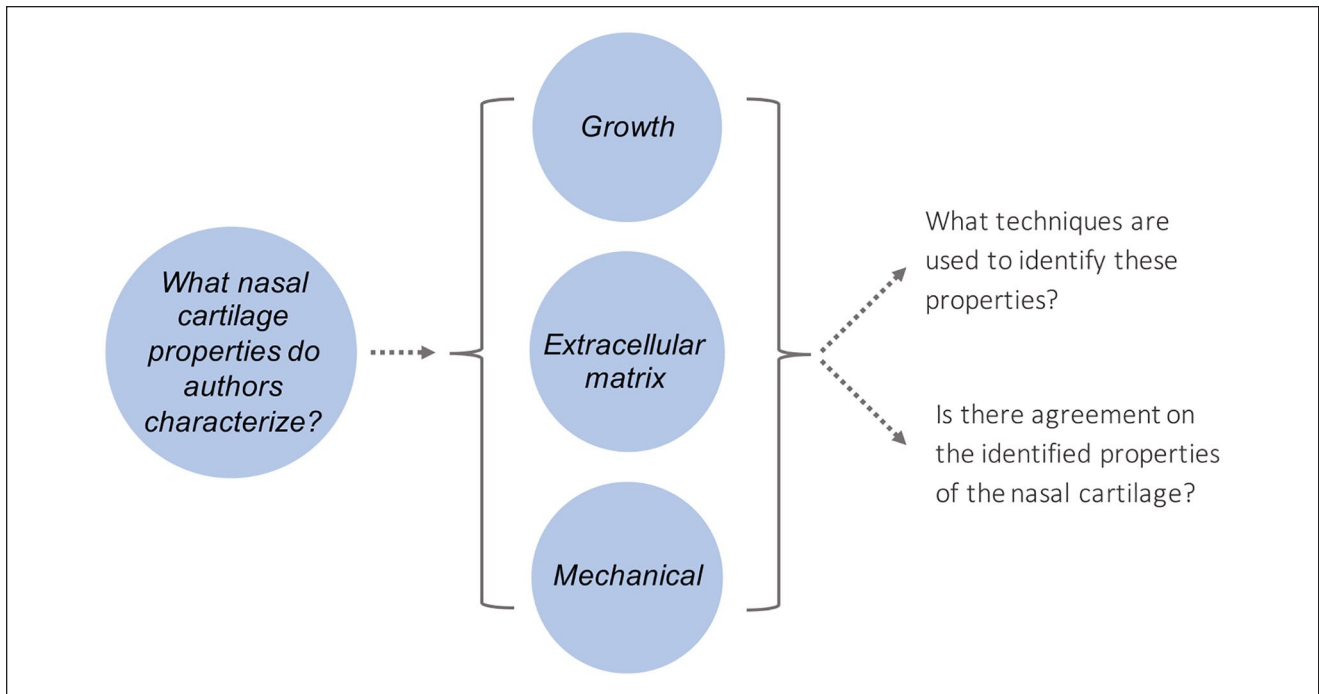 What nasal
cartilage
properties do
authors
characterize?
Growth
Extracellular
matrix
Mechanical
What techniques are
used to identify these
properties?
Is there agreement on
the identified properties
of the nasal cartilage?